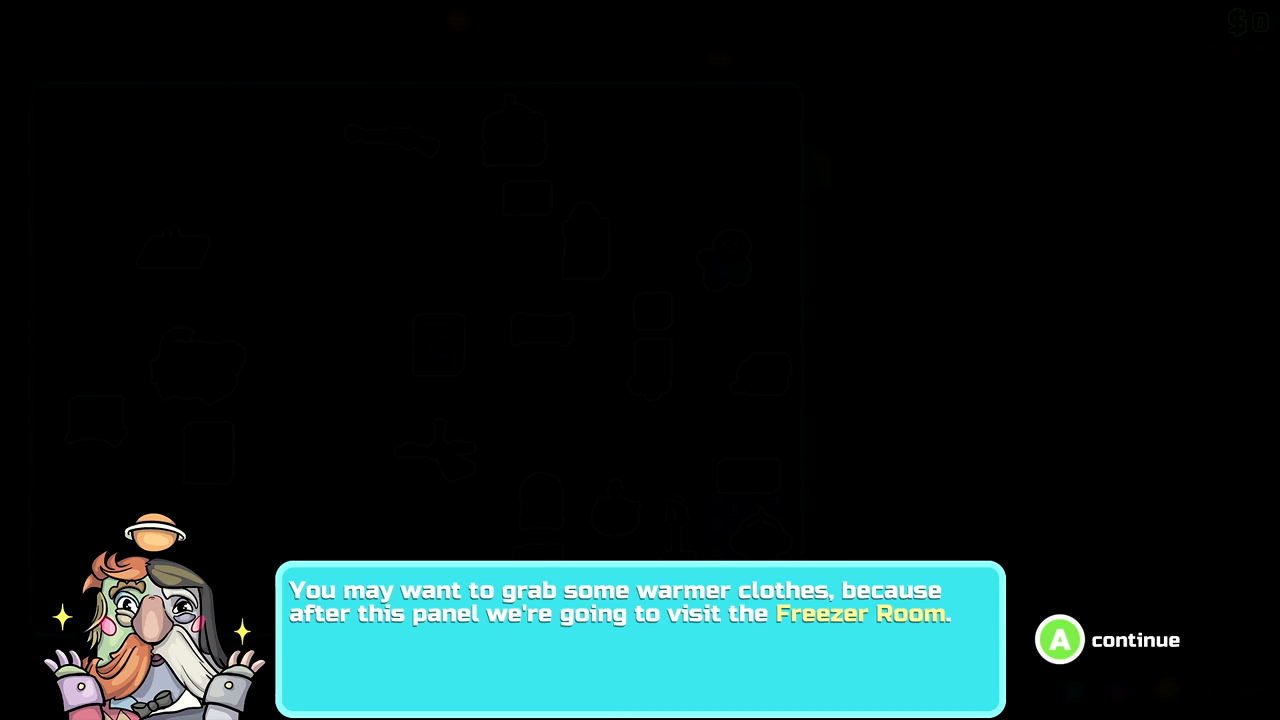 $0
You may want to grab some warmer clothes, because
after this panel we're going to visit the Freezer Room.
A continue